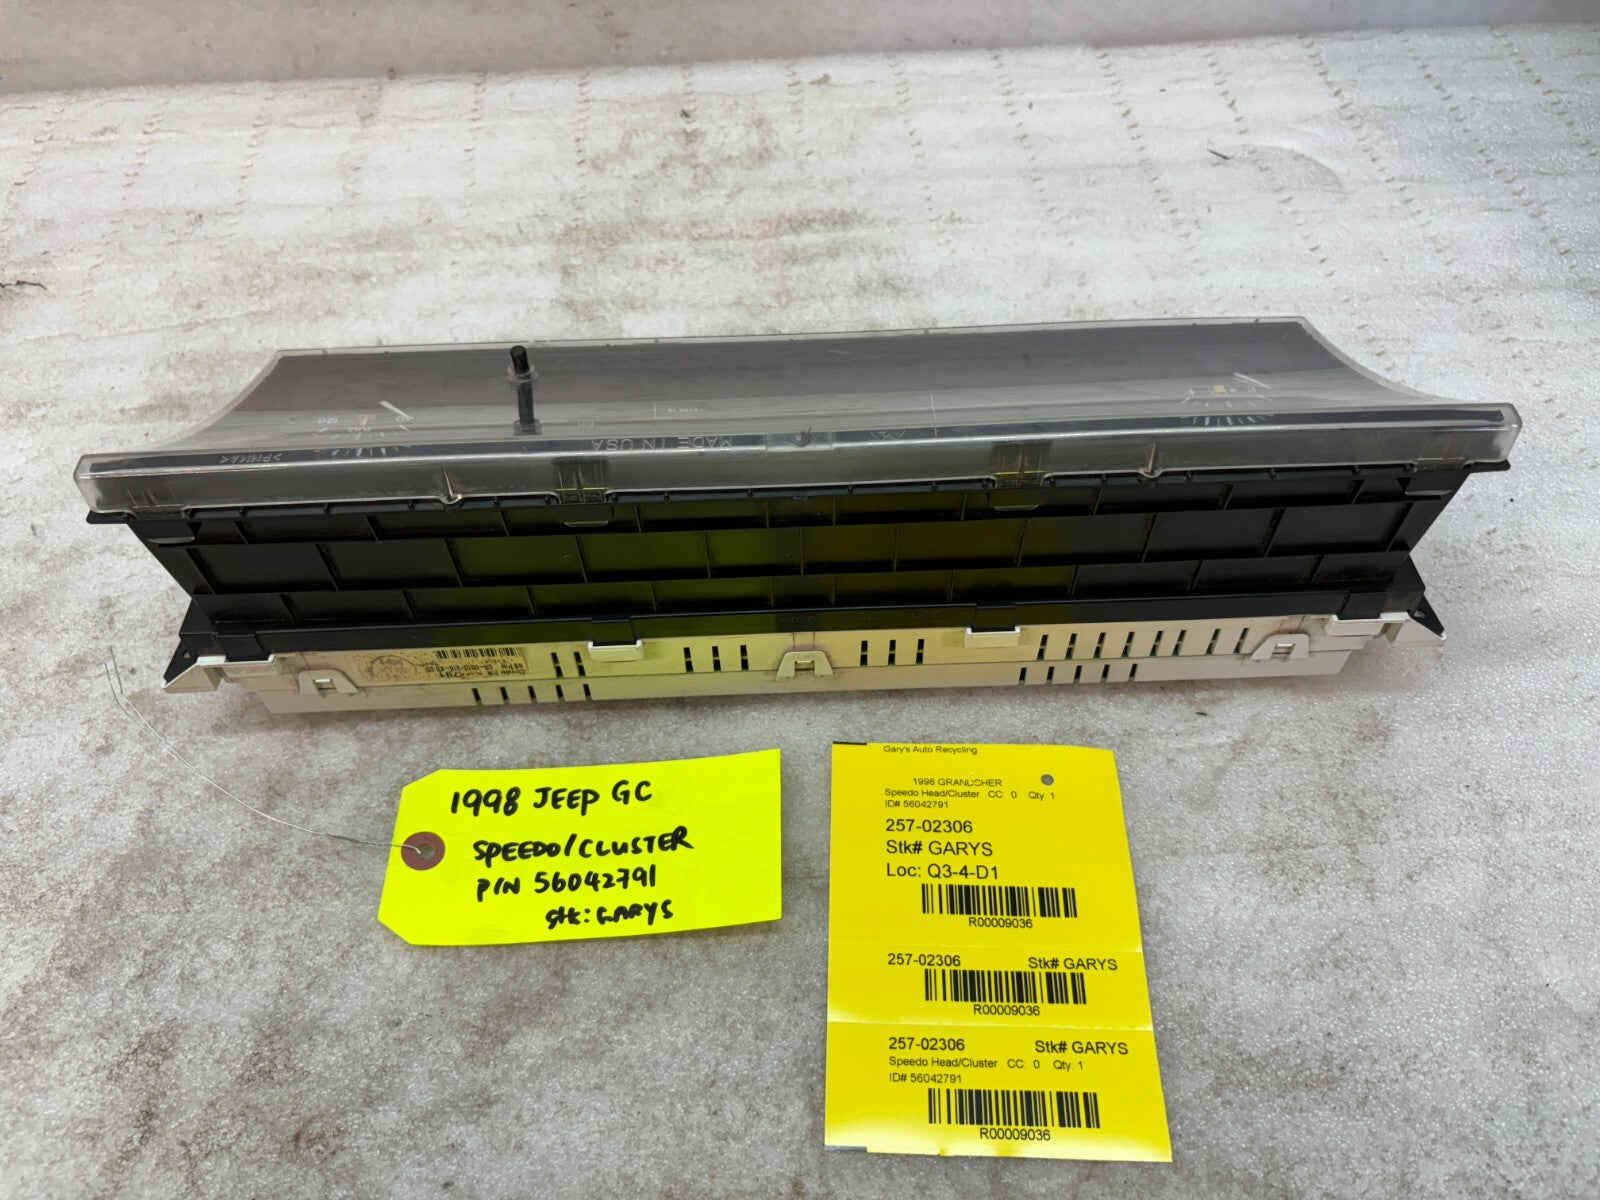 >PMMA<
MADE IN USA
120
1998 JEEP GC
SPEEDO/CLUSTER
P/N 56042791
Stk: GARYS
Gary's Auto Recycling
1998 GRANDCHER
Speedo Head/Cluster CC: 0 Qty: 1
ID# 56042791
257-02306
Stk# GARYS
Loc: Q3-4-D1
R00009036
257-02306 Stk# GARYS
R00009036
257-02306 Stk# GARYS
Speedo Head/Cluster CC: 0 Qty: 1
ID# 56042791
R00009036